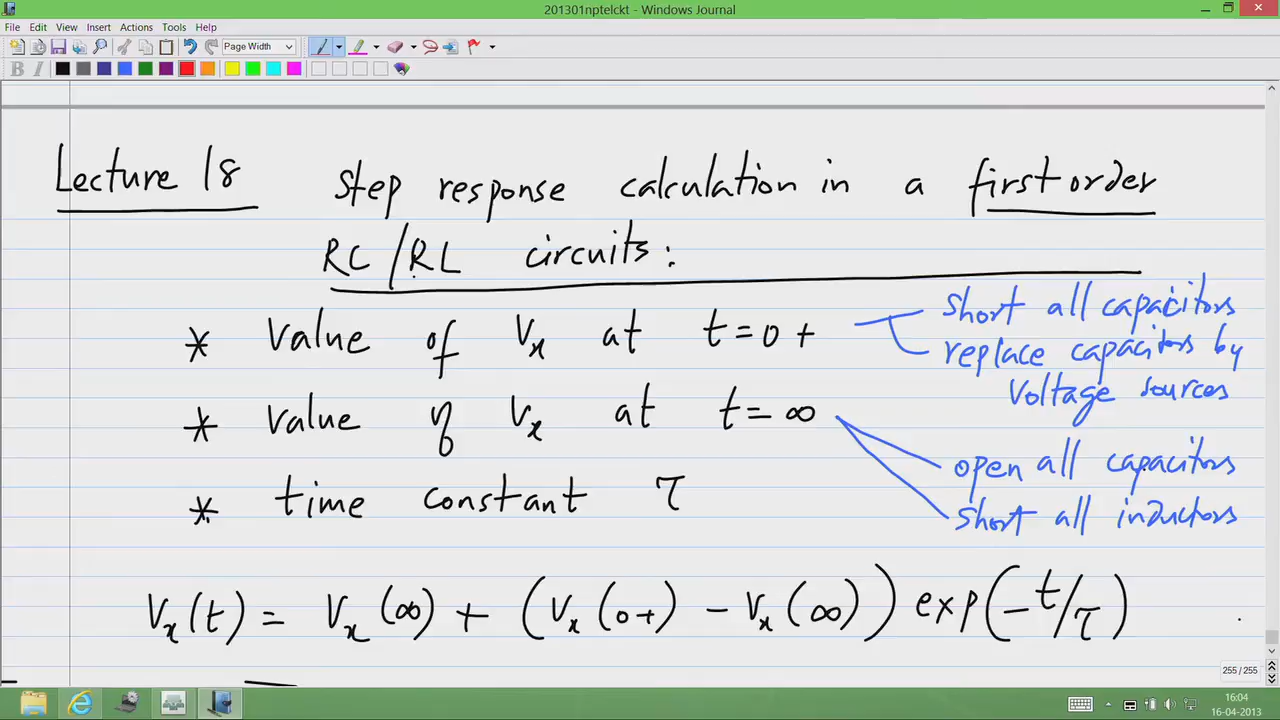 201301nptelckt - Windows Journal
File Edit View Insert Actions Tools Help
Page Width
B I
Lecture 18 Step response calculation in a first order
RC/RL circuits:
* Value of Vx at t=0+
short all capacitors
replace capacitors by
Voltage sources
* Value of Vx at t=∞
open all capacitors
short all inductors
* time constant τ
Vx(t) = Vx(∞) + (Vx(0+) - Vx(∞)) exp(-t/τ)
255 / 255
16:04
16-04-2013